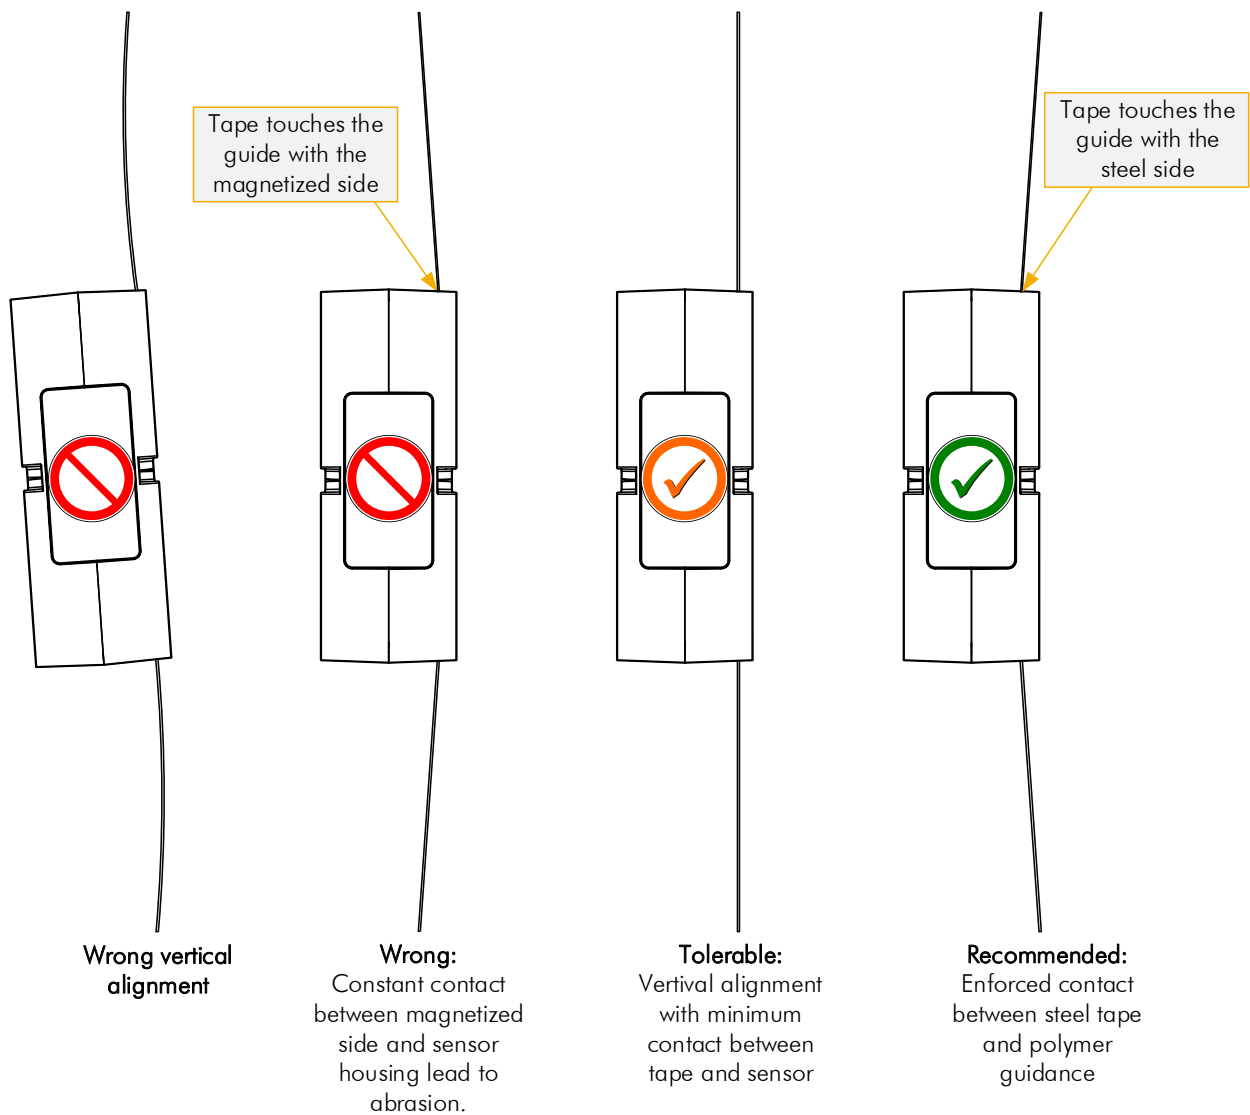 Tape touches the
guide with the
magnetized side
Tape touches the
guide with the
steel side
Wrong vertical
alignment
Wrong:
Constant contact
between magnetized
side and sensor
housing lead to
abrasion.
Tolerable:
Vertival alignment
with minimum
contact between
tape and sensor
Recommended:
Enforced contact
between steel tape
and polymer
guidance